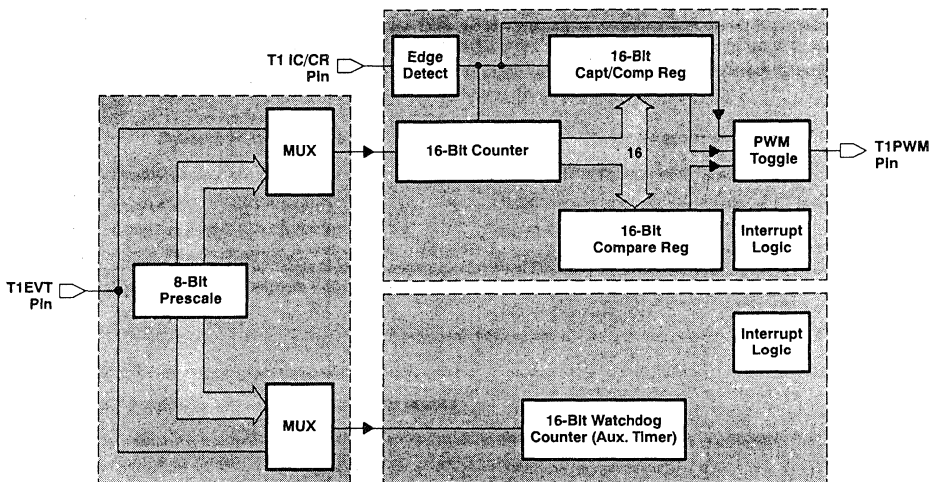 T1 IC/CR
Pin
Edge
Detect
16-Bit
Capt/Comp Reg
MUX
16-Bit Counter
16
PWM
Toggle
T1PWM
Pin
16-Bit
Compare Reg
Interrupt
Logic
T1EVT
Pin
8-Bit
Prescale
Interrupt
Logic
MUX
16-Bit Watchdog
Counter (Aux. Timer)